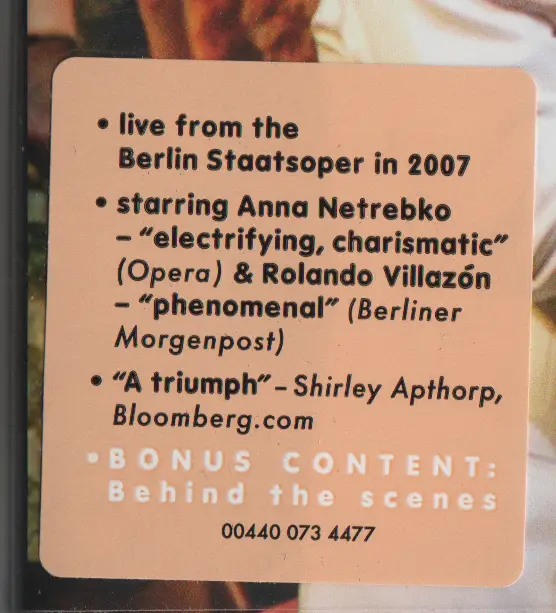 • live from the
Berlin Staatsoper in 2007
• starring Anna Netrebko
– "electrifying, charismatic"
(Opera) & Rolando Villazón
– "phenomenal" (Berliner
Morgenpost)
• "A triumph" – Shirley Apthorp,
Bloomberg.com
• BONUS CONTENT:
Behind the scenes
00440 073 4477